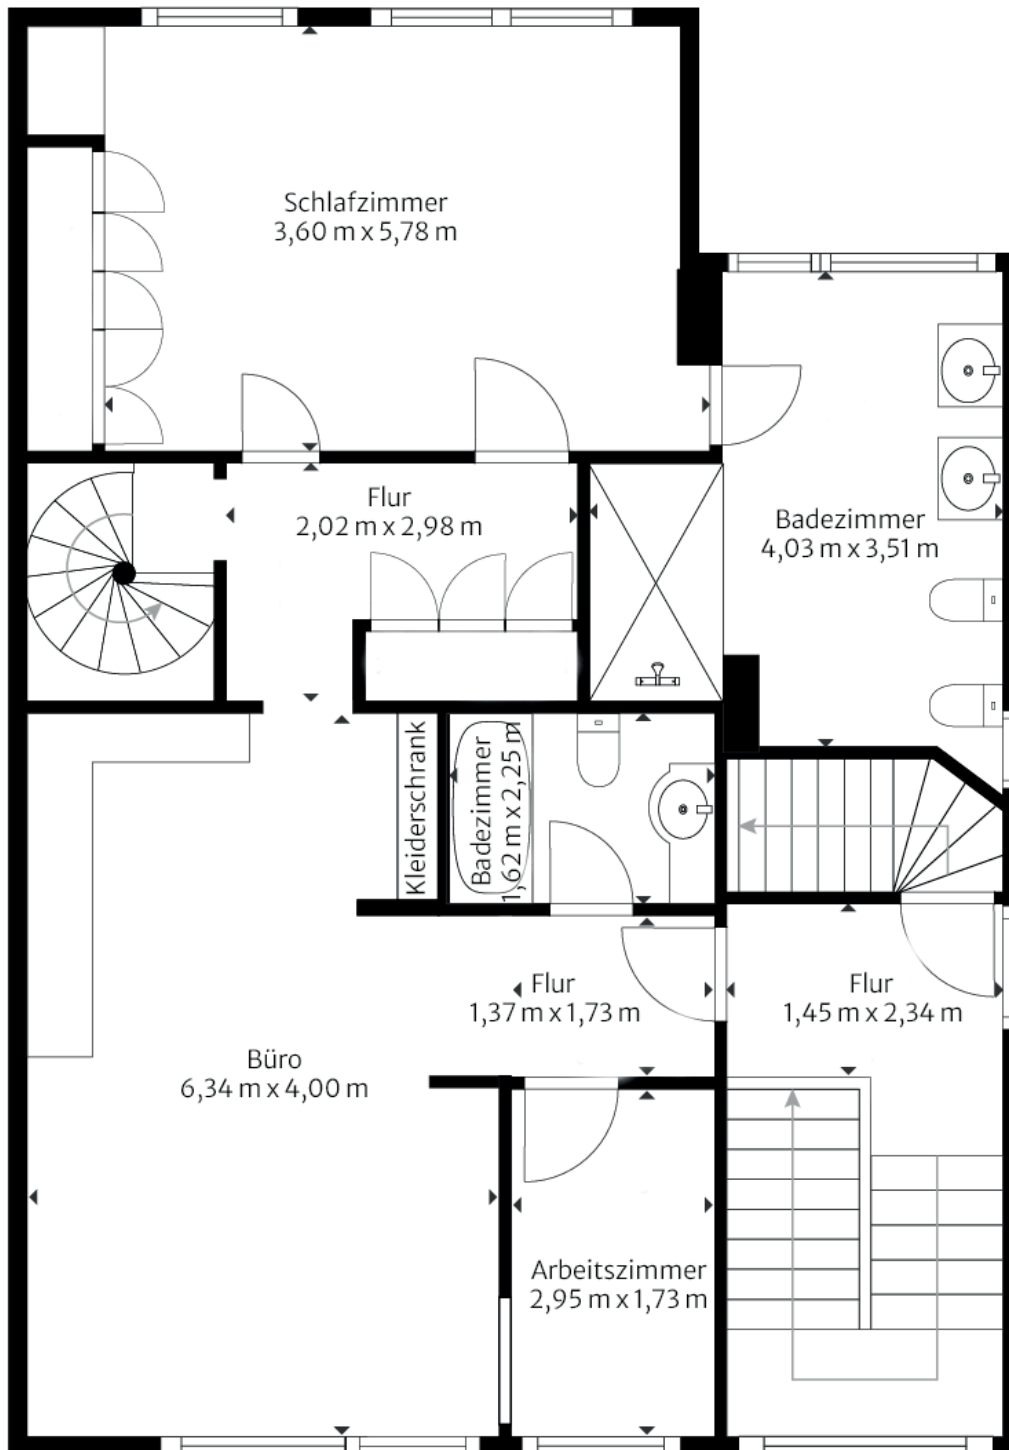 Schlafzimmer
3,60 m x 5,78 m
Flur
2,02 m x 2,98 m
Badezimmer
4,03 m x 3,51 m
Kleiderschrank
Badezimmer
1,62 m x 2,25 m
Flur
1,37 m x 1,73 m
Flur
1,45 m x 2,34 m
Büro
6,34 m x 4,00 m
Arbeitszimmer
2,95 m x 1,73 m